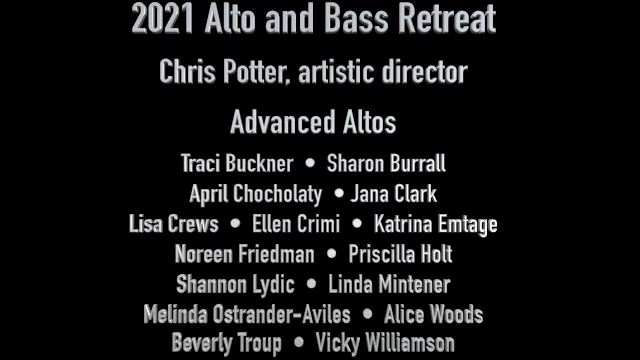 2021 Alto and Bass Retreat
Chris Potter, artistic director
Advanced Altos
Traci Buckner • Sharon Burrall
April Chocholaty • Jana Clark
Lisa Crews • Ellen Crimi • Katrina Emtage
Noreen Friedman • Priscilla Holt
Shannon Lydic • Linda Mintener
Melinda Ostrander-Aviles • Alice Woods
Beverly Troup • Vicky Williamson